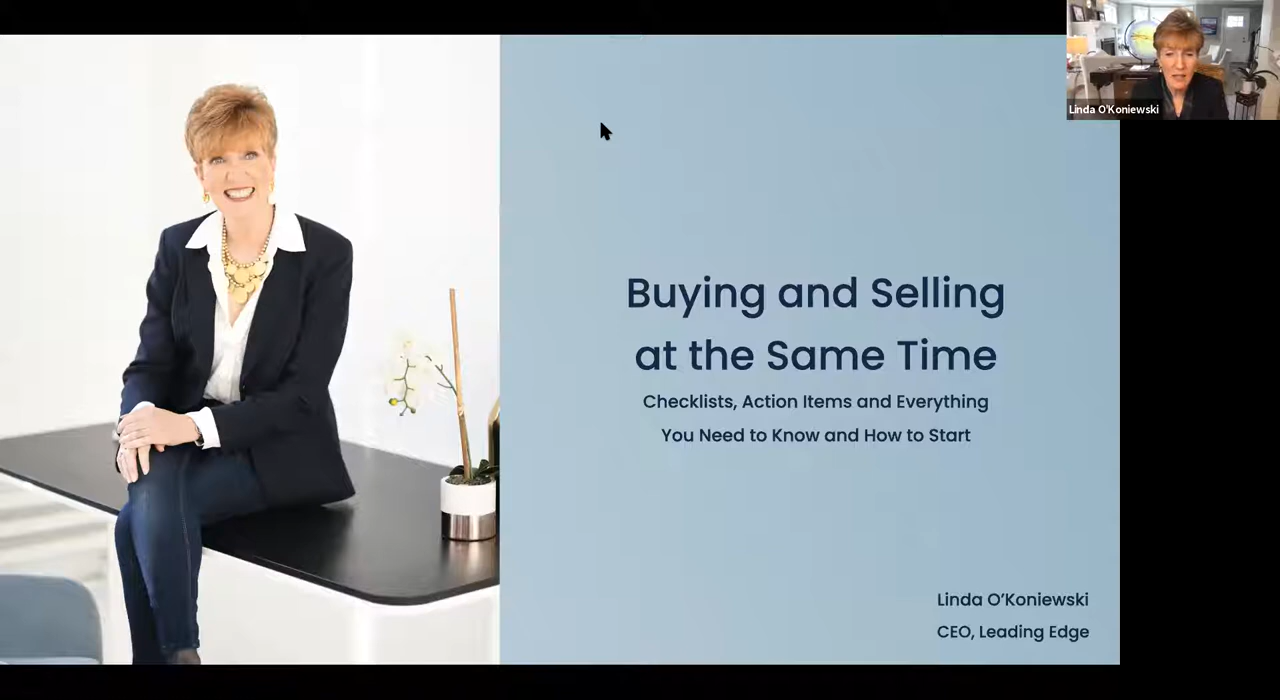 Linda O'Koniewski
Buying and Selling
at the Same Time
Checklists, Action Items and Everything
You Need to Know and How to Start
Linda O’Koniewski
CEO, Leading Edge